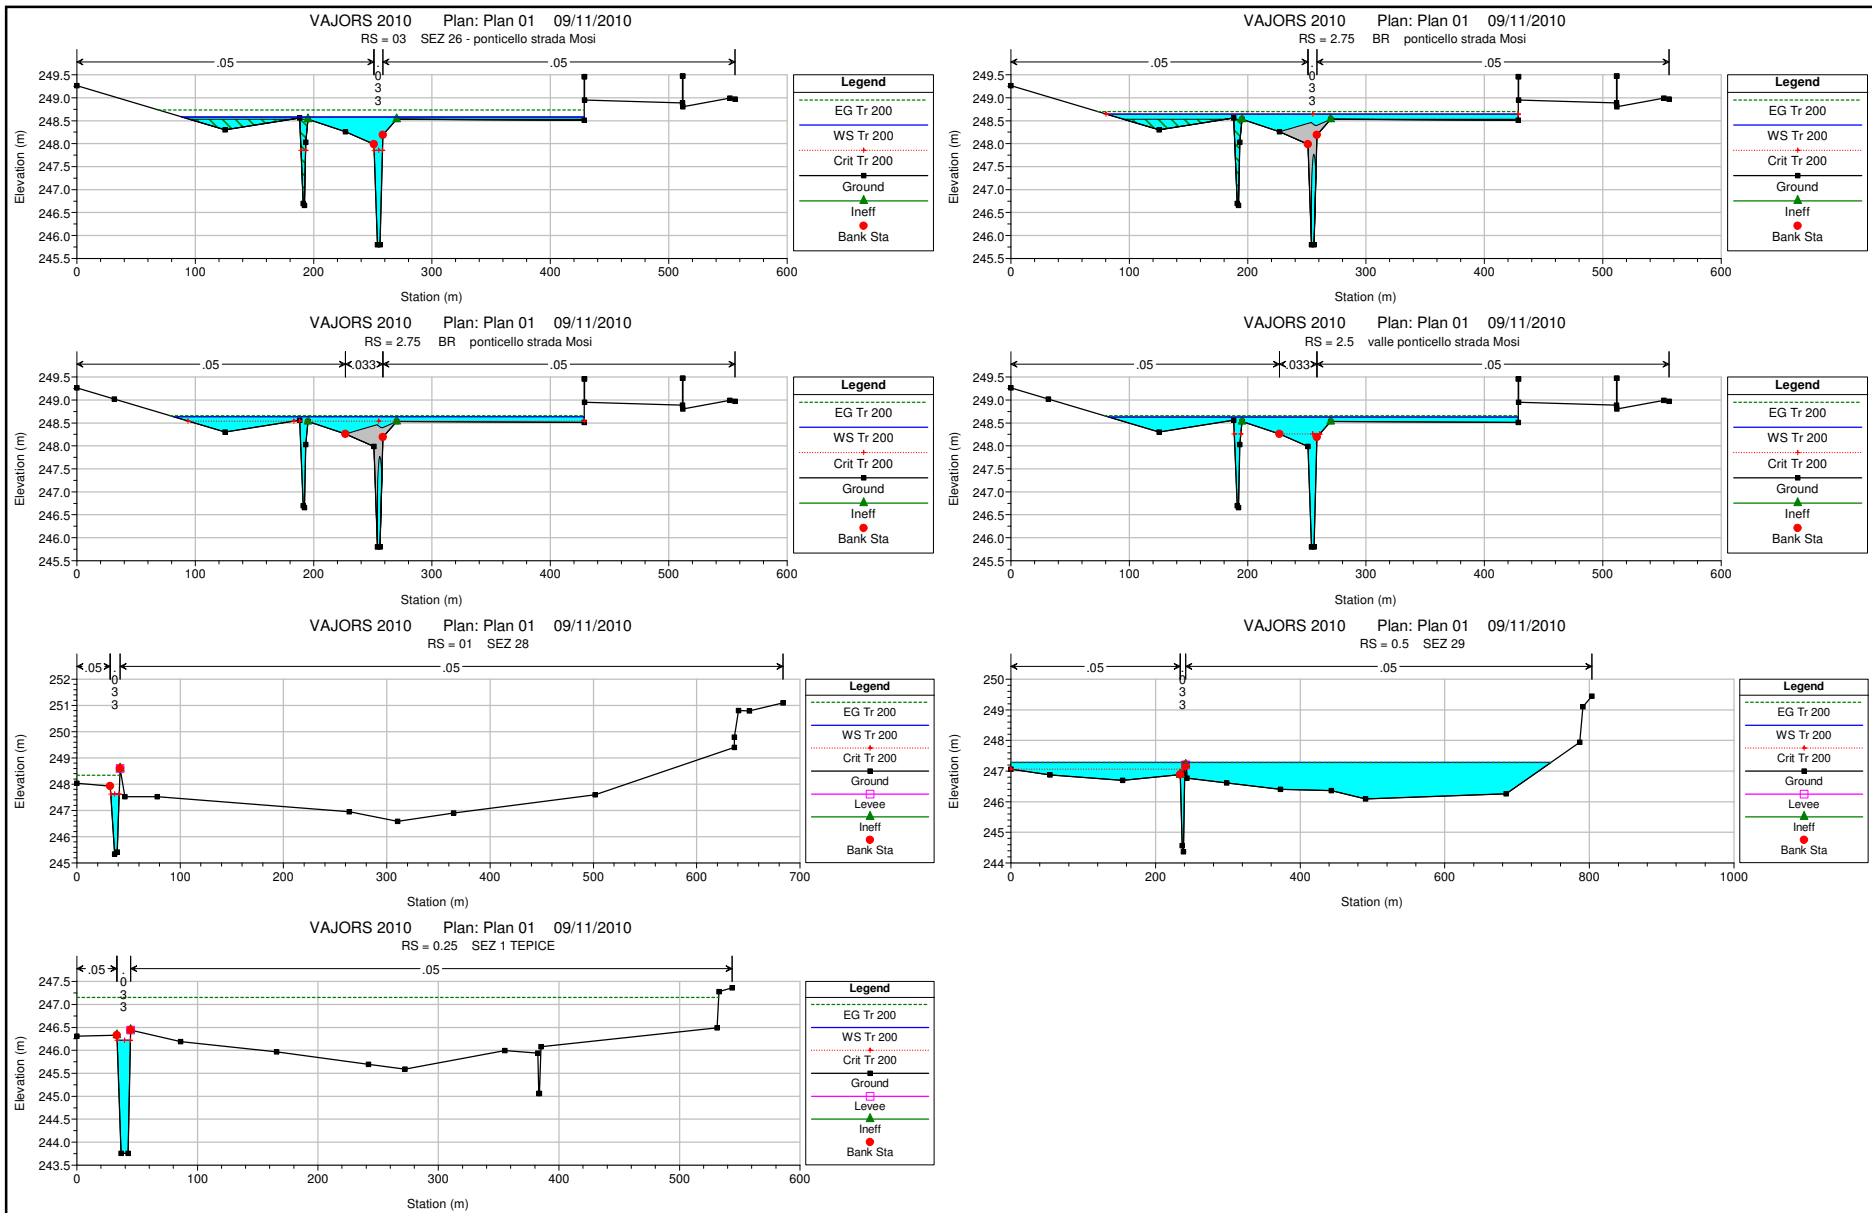 VAJORS 2010 Plan: Plan 01 09/11/2010
RS = 03 SEZ 26 - ponticello strada Mosi
.05 .033 .05
249.5
249.0
248.5
248.0
247.5
247.0
246.5
246.0
245.5
Elevation (m)
0 100 200 300 400 500 600
Station (m)
Legend
EG Tr 200
WS Tr 200
Crit Tr 200
Ground
Ineff
Bank Sta
VAJORS 2010 Plan: Plan 01 09/11/2010
RS = 2.75 BR ponticello strada Mosi
.05 .033 .05
249.5
249.0
248.5
248.0
247.5
247.0
246.5
246.0
245.5
Elevation (m)
0 100 200 300 400 500 600
Station (m)
Legend
EG Tr 200
WS Tr 200
Crit Tr 200
Ground
Ineff
Bank Sta
VAJORS 2010 Plan: Plan 01 09/11/2010
RS = 2.75 BR ponticello strada Mosi
.05 .033 .05
249.5
249.0
248.5
248.0
247.5
247.0
246.5
246.0
245.5
Elevation (m)
0 100 200 300 400 500 600
Station (m)
Legend
EG Tr 200
WS Tr 200
Crit Tr 200
Ground
Ineff
Bank Sta
VAJORS 2010 Plan: Plan 01 09/11/2010
RS = 2.5 valle ponticello strada Mosi
.05 .033 .05
249.5
249.0
248.5
248.0
247.5
247.0
246.5
246.0
245.5
Elevation (m)
0 100 200 300 400 500 600
Station (m)
Legend
EG Tr 200
WS Tr 200
Crit Tr 200
Ground
Ineff
Bank Sta
VAJORS 2010 Plan: Plan 01 09/11/2010
RS = 01 SEZ 28
.05 .033 .05
252
251
250
249
248
247
246
245
Elevation (m)
0 100 200 300 400 500 600 700
Station (m)
Legend
EG Tr 200
WS Tr 200
Crit Tr 200
Ground
Levee
Ineff
Bank Sta
VAJORS 2010 Plan: Plan 01 09/11/2010
RS = 0.5 SEZ 29
.05 .033 .05
250
249
248
247
246
245
244
Elevation (m)
0 200 400 600 800 1000
Station (m)
Legend
EG Tr 200
WS Tr 200
Crit Tr 200
Ground
Levee
Ineff
Bank Sta
VAJORS 2010 Plan: Plan 01 09/11/2010
RS = 0.25 SEZ 1 TEPICE
.05 .033 .05
247.5
247.0
246.5
246.0
245.5
245.0
244.5
244.0
243.5
Elevation (m)
0 100 200 300 400 500 600
Station (m)
Legend
EG Tr 200
WS Tr 200
Crit Tr 200
Ground
Levee
Ineff
Bank Sta